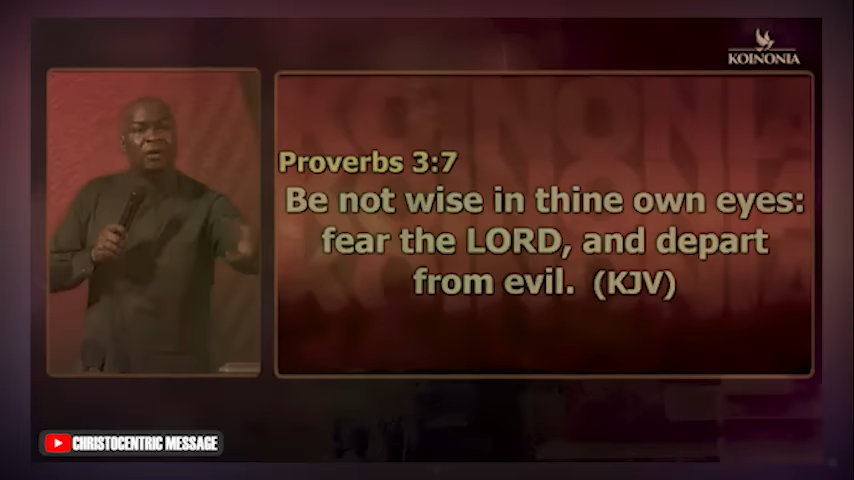 KOINONIA
Proverbs 3:7
Be not wise in thine own eyes:
fear the LORD, and depart
from evil. (KJV)
CHRISTOCENTRIC MESSAGE